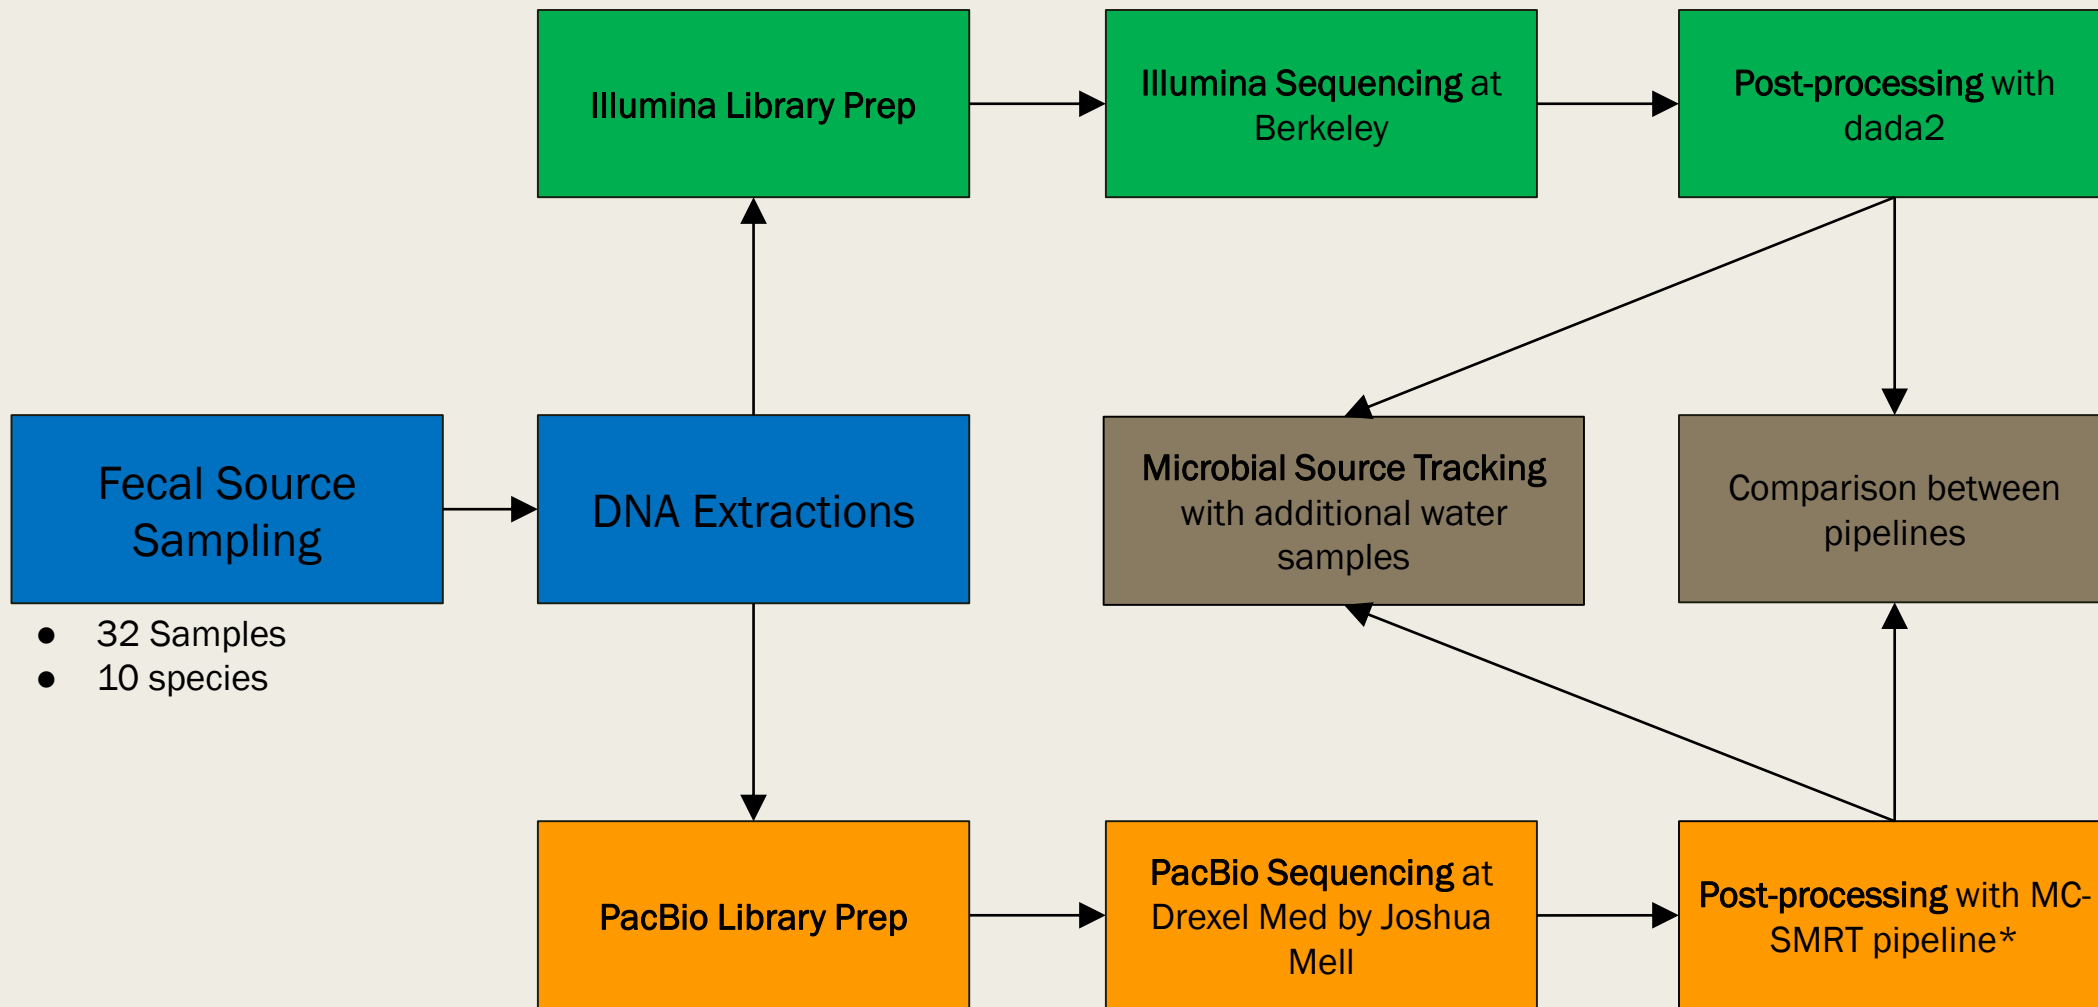 Illumina Library Prep
Illumina Sequencing at
Berkeley
Post-processing with
dada2
Fecal Source
Sampling
● 32 Samples
● 10 species
DNA Extractions
Microbial Source Tracking
with additional water
samples
Comparison between
pipelines
PacBio Library Prep
PacBio Sequencing at
Drexel Med by Joshua
Mell
Post-processing with MC-
SMRT pipeline*